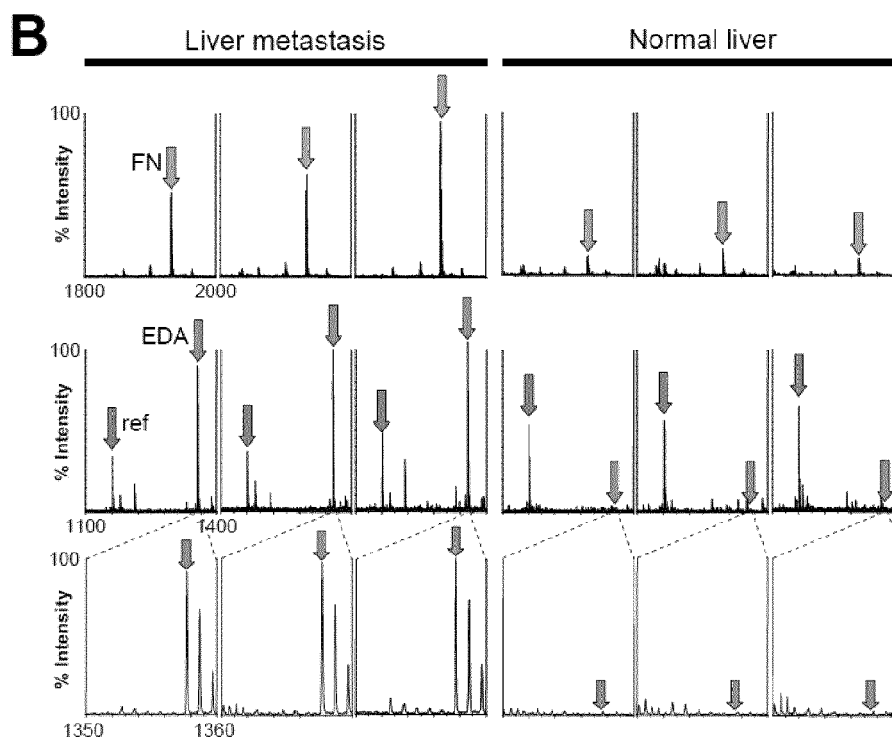 B
Liver metastasis Normal liver
100
FN
% Intensity
1800 2000
100
EDA
ref
% Intensity
1100 1400
100
% Intensity
1350 1360